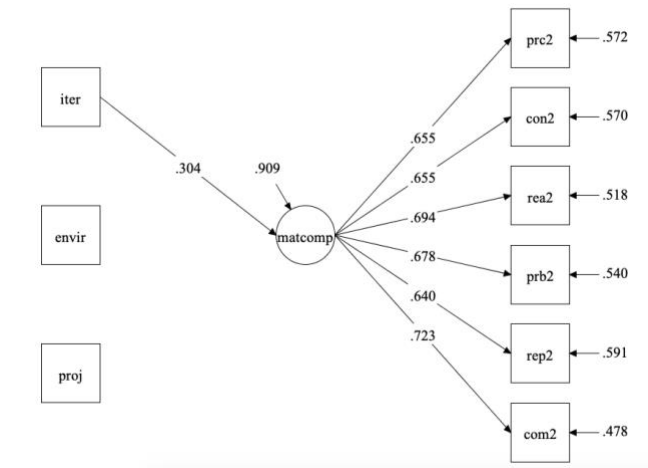 prc2
.572
iter
con2
.570
.655
.304
.909
.655
rea2
.518
.694
envir
matcomp
.678
prb2
.540
.640
.723
rep2
.591
proj
com2
.478